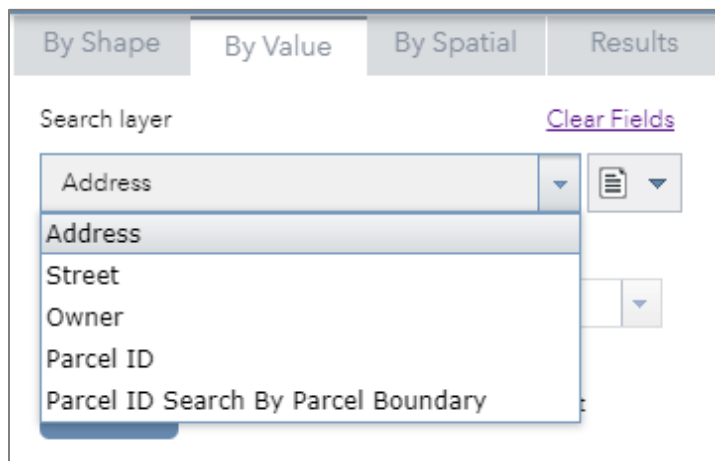 By Shape By Value By Spatial Results
Search layer Clear Fields
Address
Address
Street
Owner
Parcel ID
Parcel ID Search By Parcel Boundary